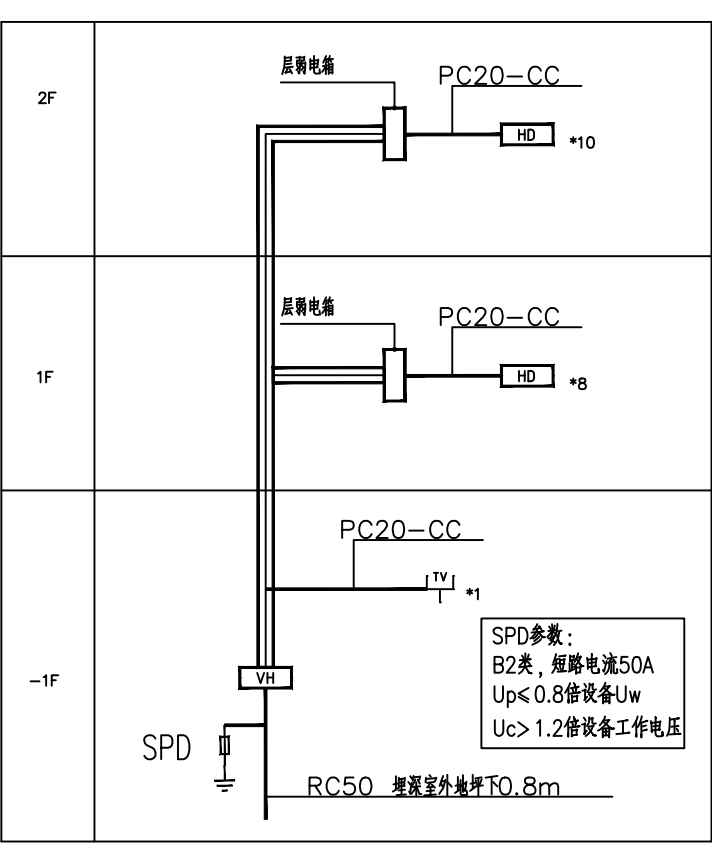 层弱电箱
PC20-CC
2F
HD
*10
层弱电箱
PC20-CC
1F
HD
*8
PC20-CC
TV
*1
SPD参数：
B2类，短路电流50A
Up≤0.8倍设备Uw
Uc>1.2倍设备工作电压
-1F
VH
SPD
RC50 埋深室外地坪下0.8m